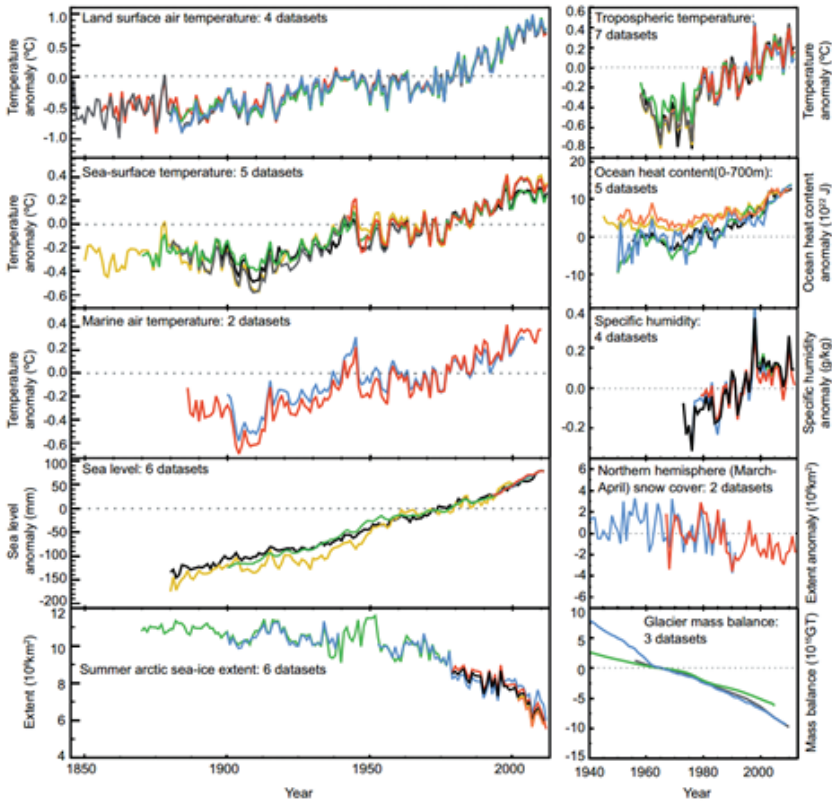 Land surface air temperature: 4 datasets
1.0
0.5
0.0
-0.5
-1.0
Temperature
anomaly (ºC)
Tropospheric temperature:
7 datasets
0.6
0.4
0.2
0.0
-0.2
-0.4
-0.6
-0.8
Temperature
anomaly (ºC)
Sea-surface temperature: 5 datasets
0.4
0.2
0.0
-0.2
-0.4
-0.6
Temperature
anomaly (ºC)
Ocean heat content(0-700m):
5 datasets
20
10
0
-10
Ocean heat content
anomaly (10²² J)
Marine air temperature: 2 datasets
0.4
0.2
0.0
-0.2
-0.4
-0.6
Temperature
anomaly (ºC)
Specific humidity:
4 datasets
0.4
0.2
0.0
-0.2
Specific humidity
anomaly (g/kg)
Sea level: 6 datasets
100
50
0
-50
-100
-150
-200
Sea level
anomaly (mm)
Northern hemisphere (March-
April) snow cover: 2 datasets
6
4
2
0
-2
-4
-6
Extent anomaly (10⁶km²)
Summer arctic sea-ice extent: 6 datasets
12
10
8
6
4
Extent (10⁶km²)
Glacier mass balance:
3 datasets
10
5
0
-5
-10
-15
Mass balance (10¹⁵GT)
1850
1900
1950
2000
Year
1940
1960
1980
2000
Year